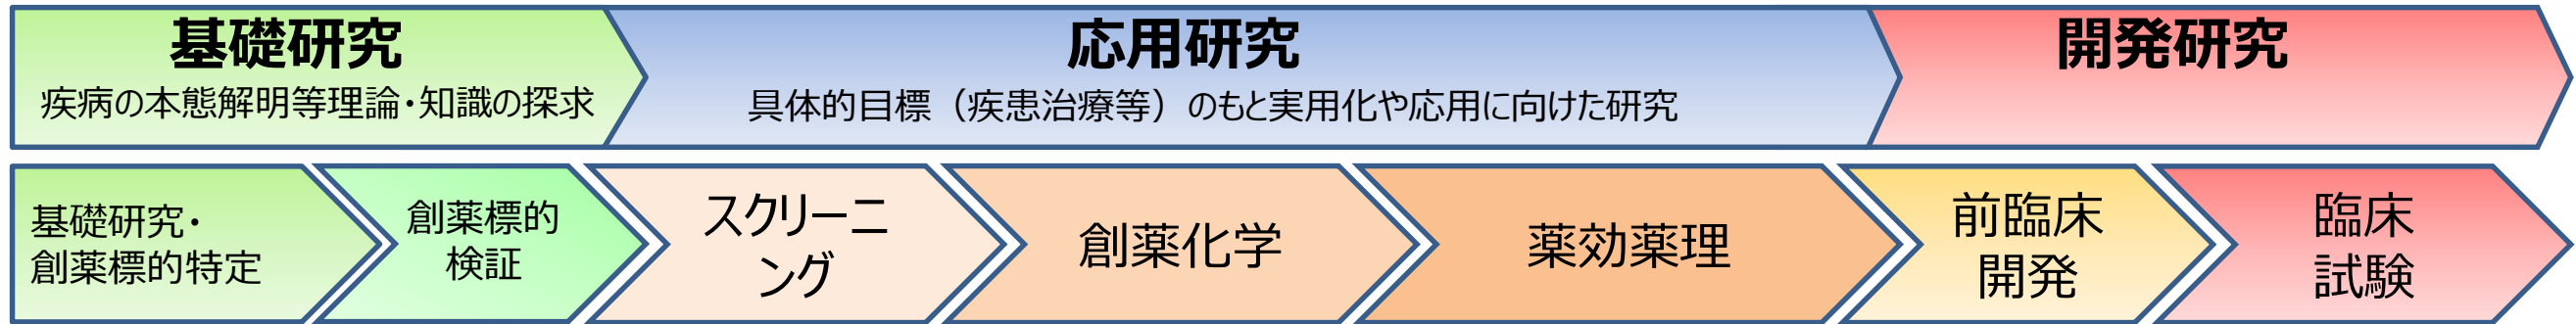 基礎研究
疾病の本態解明等理論・知識の探求
応用研究
具体的目標（疾患治療等）のもと実用化や応用に向けた研究
開発研究
基礎研究・
創薬標的特定
創薬標的
検証
スクリーニ
ング
創薬化学
薬効薬理
前臨床
開発
臨床
試験